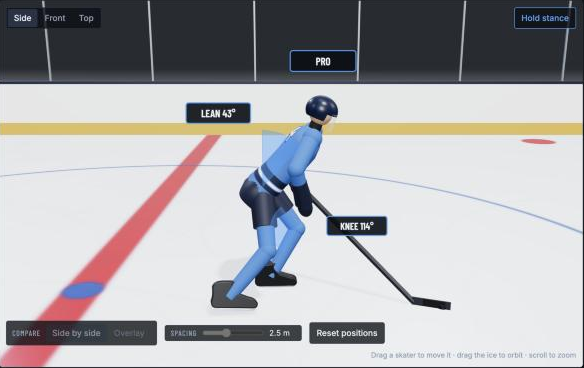 Side Front Top
Hold stance
PRO
LEAN 43°
KNEE 114°
COMPARE Side by side Overlay
SPACING 2.5 m
Reset positions
Drag a skater to move it · drag the ice to orbit · scroll to zoom